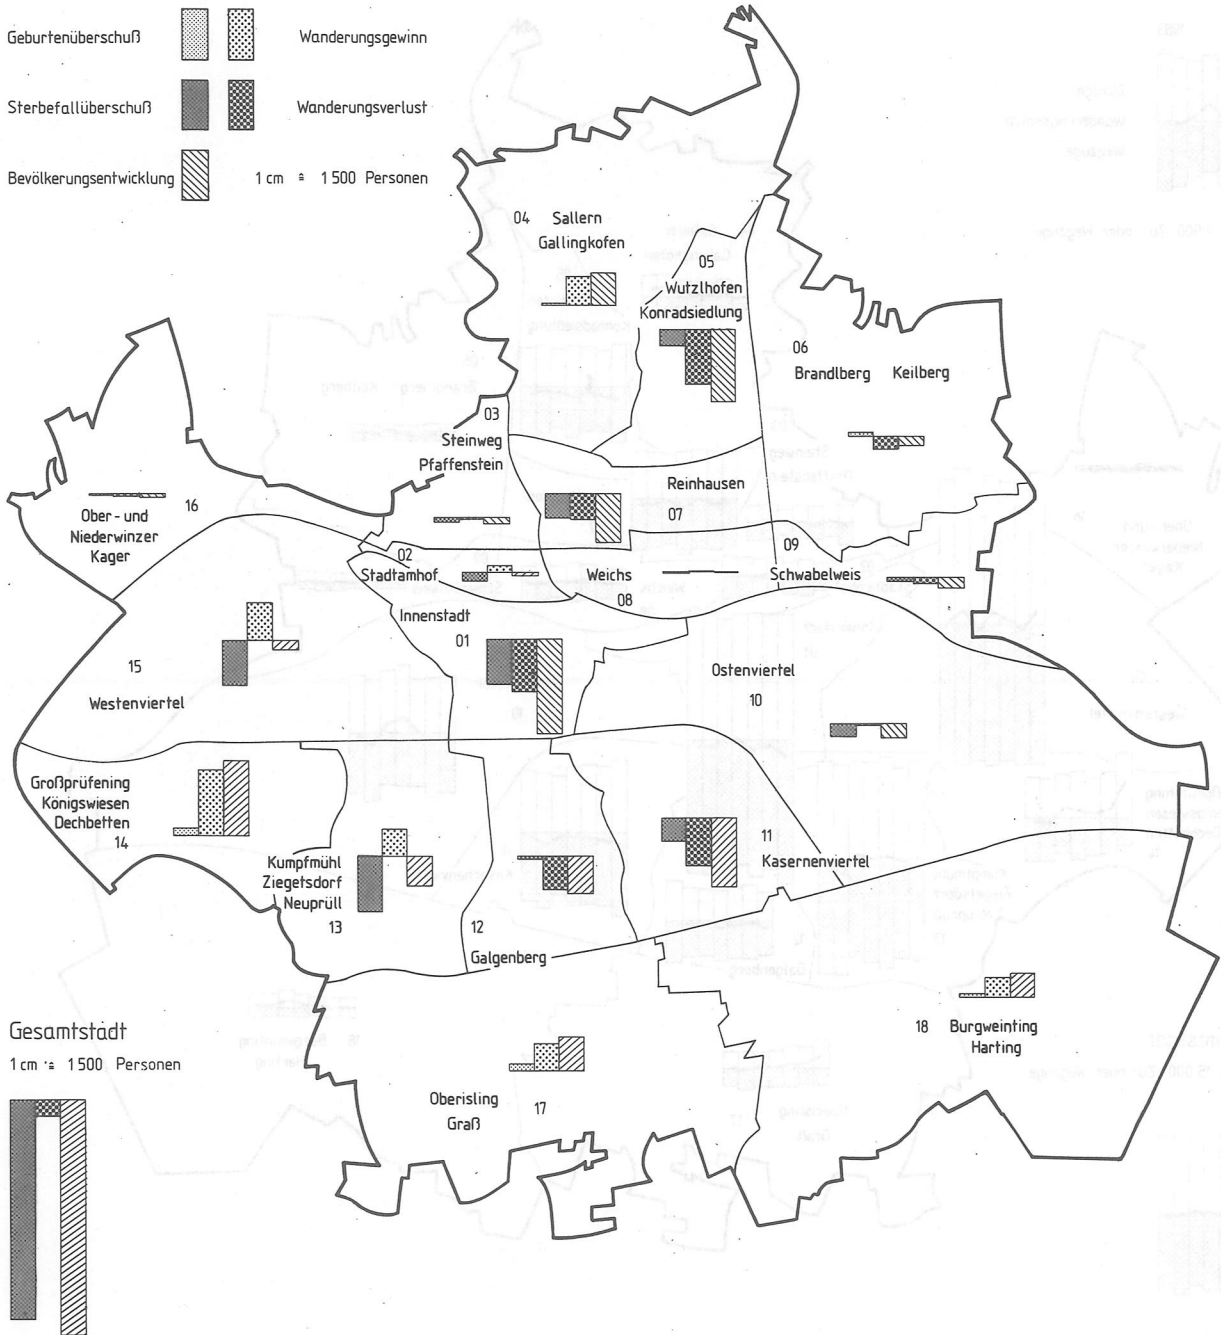 Geburtenüberschuß Wanderungsgewinn
Sterbefallüberschuß Wanderungsverlust
Bevölkerungsentwicklung 1 cm ≙ 1 500 Personen
04 Sallern
Gallingkofen
05
Wutzlhofen
Konradsiedlung
06
Brandlberg Keilberg
03
Steinweg
Pfaffenstein
Reinhausen
07
16
Ober- und
Niederwinzer
Kager
02
Stadtamhof
Weichs
08
09
Schwabelweis
Innenstadt
01
15
Westenviertel
Ostenviertel
10
Großprüfening
Königswiesen
Dechbetten
14
Kumpfmühl
Ziegetsdorf
Neuprüll
13
12
Galgenberg
11
Kasernenviertel
18 Burgweinting
Harting
Oberisling
Graß
17
Gesamtstadt
1 cm ≙ 1 500 Personen